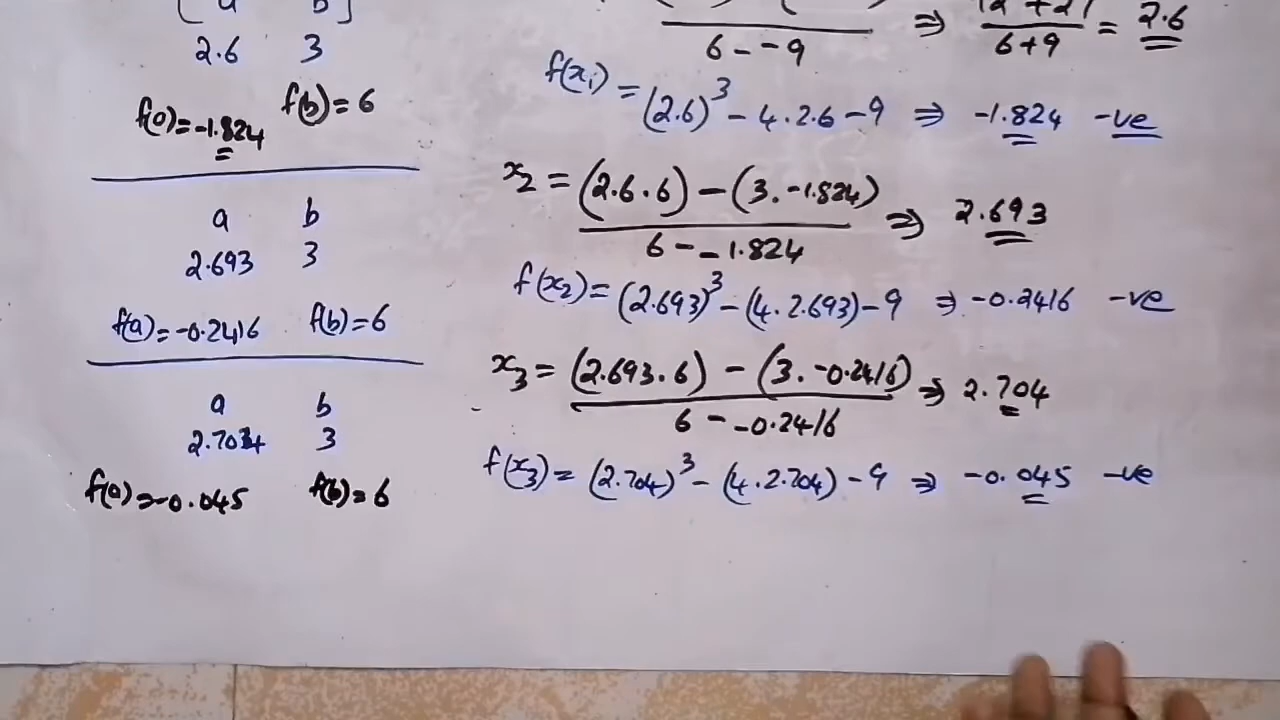 [ a b ]
2.6 3
f(a)=-1.824 f(b)=6
a b
2.693 3
f(a)=-0.2416 f(b)=6
a b
2.704 3
f(a)=-0.045 f(b)=6
6--9 ⇒ 6+9 = 2.6
f(x₁) = (2.6)³ - 4.2.6 - 9 ⇒ -1.824 -ve
x₂ = (2.6.6) - (3.-1.824) ⇒ 2.693
6--1.824
f(x₂) = (2.693)³ - (4.2.693) - 9 ⇒ -0.2416 -ve
x₃ = (2.693.6) - (3.-0.2416) ⇒ 2.704
6--0.2416
f(x₃) = (2.704)³ - (4.2.704) - 9 ⇒ -0.045 -ve